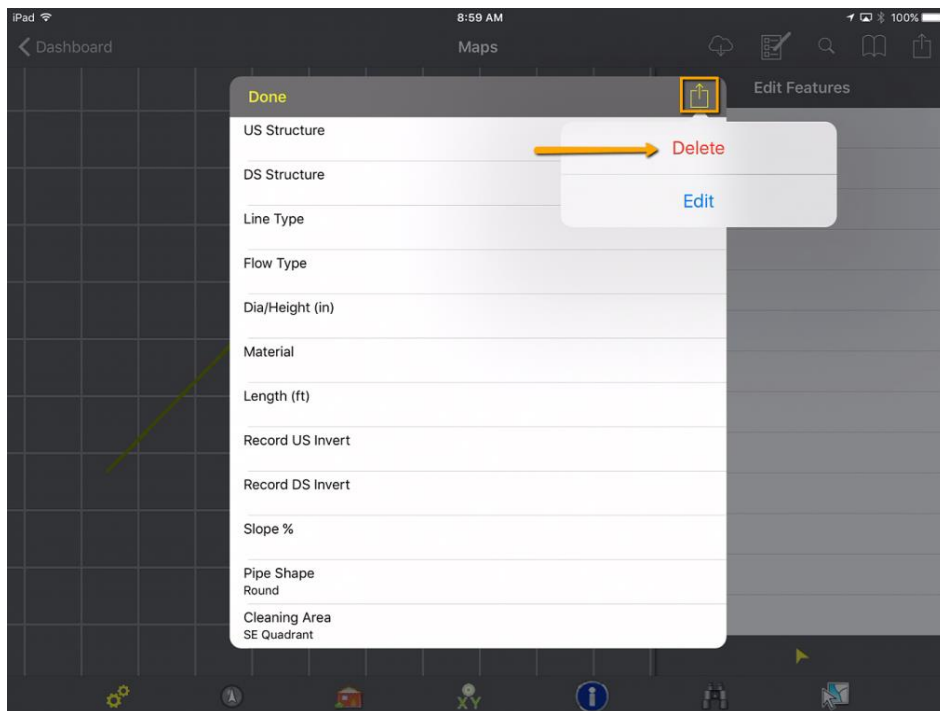 iPad 8:59 AM 100%
Dashboard Maps
Edit Features
Done
Delete
Edit
US Structure
DS Structure
Line Type
Flow Type
Dia/Height (in)
Material
Length (ft)
Record US Invert
Record DS Invert
Slope %
Pipe Shape
Round
Cleaning Area
SE Quadrant
XY
i